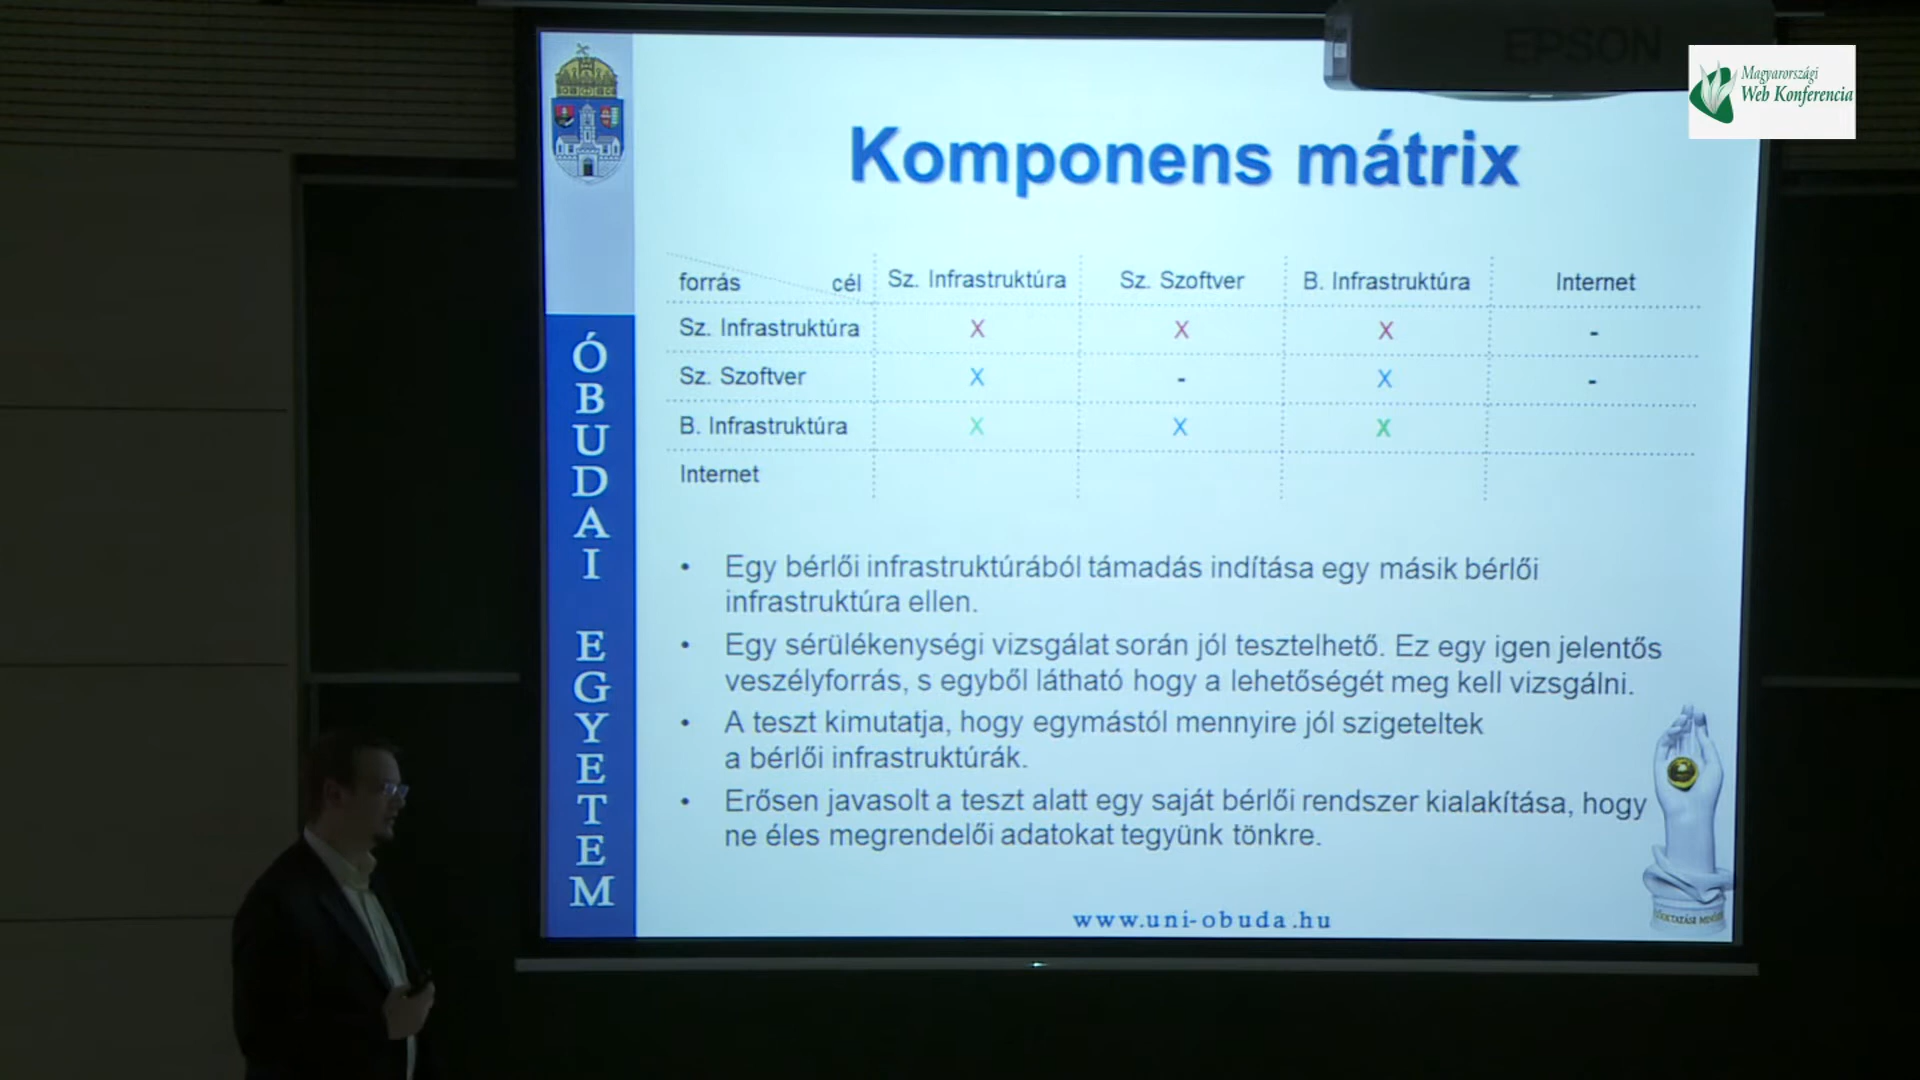 EPSON
Magyarországi
Web Konferencia
Komponens mátrix
forrás cél Sz. Infrastruktúra Sz. Szoftver B. Infrastruktúra Internet
Sz. Infrastruktúra X X X -
Sz. Szoftver X - X -
B. Infrastruktúra X X X
Internet
• Egy bérlői infrastruktúrából támadás indítása egy másik bérlői
infrastruktúra ellen.
• Egy sérülékenységi vizsgálat során jól tesztelhető. Ez egy igen jelentős
veszélyforrás, s egyből látható hogy a lehetőségét meg kell vizsgálni.
• A teszt kimutatja, hogy egymástól mennyire jól szigeteltek
a bérlői infrastruktúrák.
• Erősen javasolt a teszt alatt egy saját bérlői rendszer kialakítása, hogy
ne éles megrendelői adatokat tegyünk tönkre.
www.uni-obuda.hu
ÓBUDAI EGYETEM